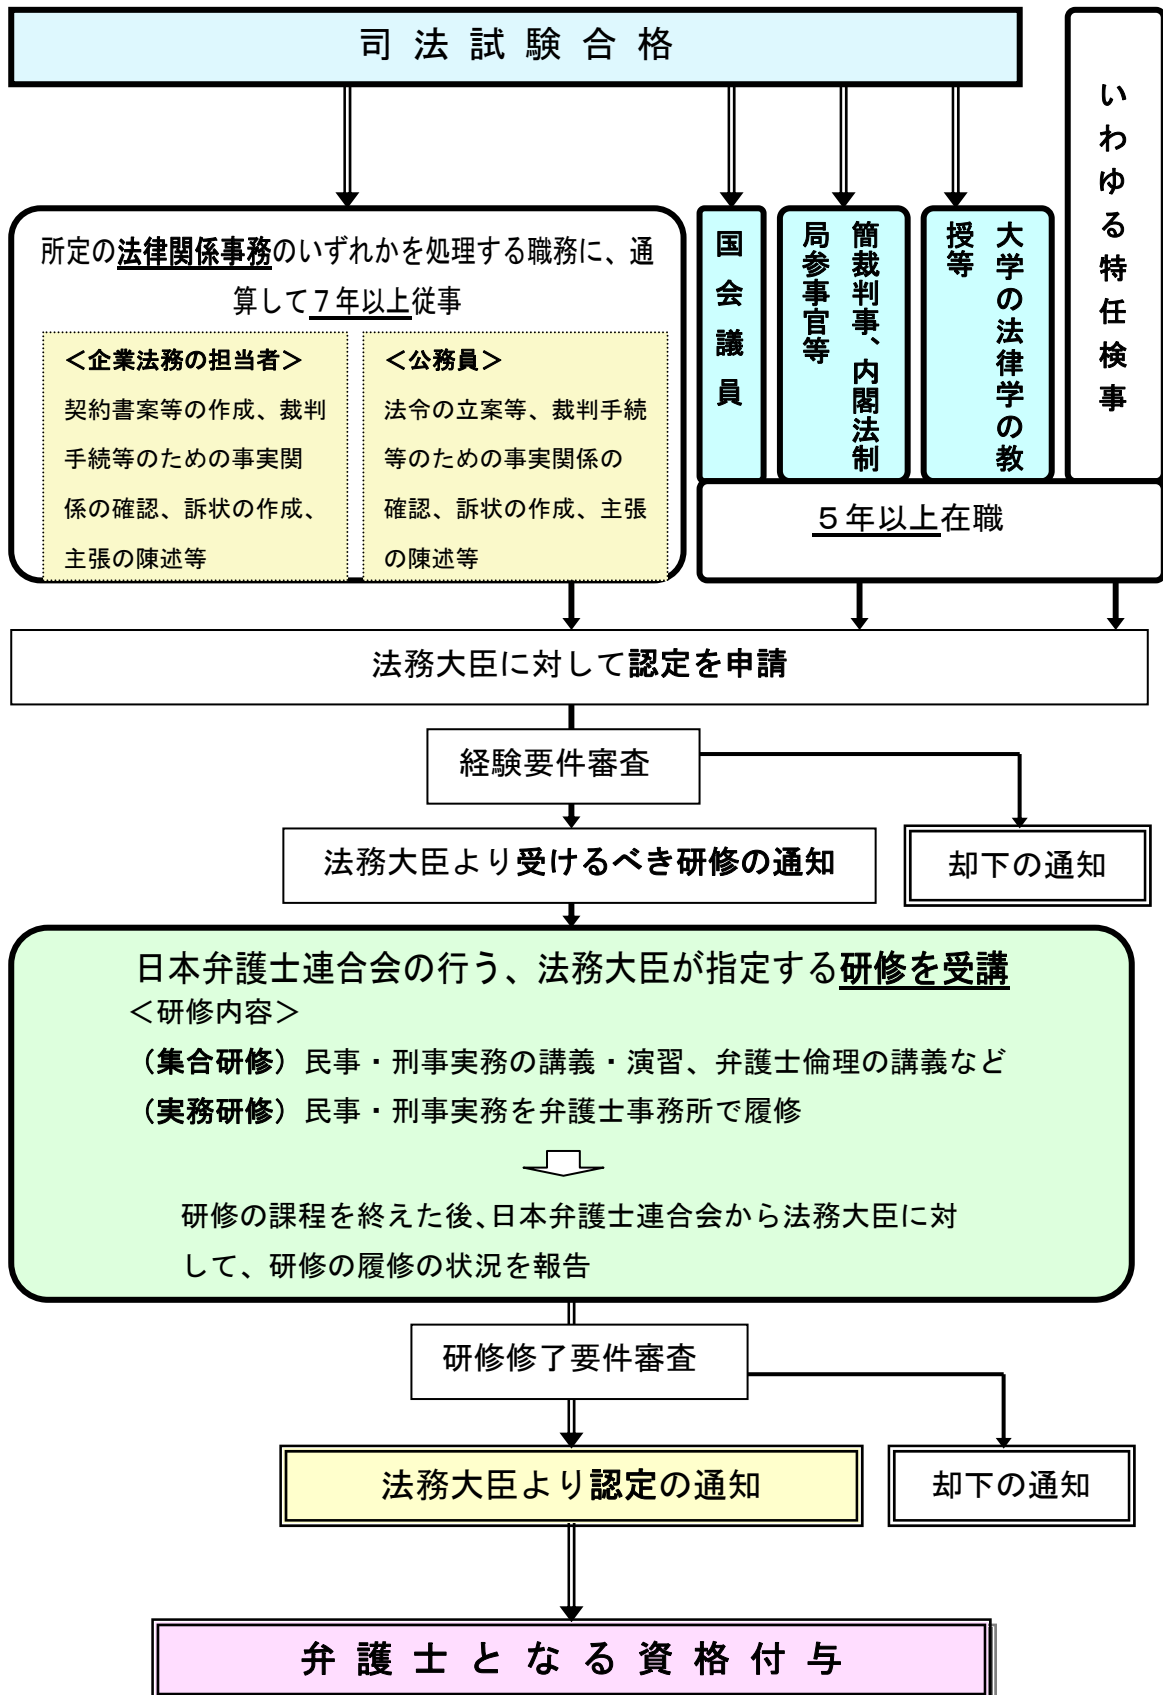 司法試験合格
所定の法律関係事務のいずれかを処理する職務に、通
算して７年以上従事
＜企業法務の担当者＞
契約書案等の作成、裁判
手続等のための事実関
係の確認、訴状の作成、
主張の陳述等
＜公務員＞
法令の立案等、裁判手続
等のための事実関係の
確認、訴状の作成、主張
の陳述等
国会議員
簡裁判事、内閣法制
局参事官等
大学の法律学の教
授等
いわゆる特任検事
５年以上在職
法務大臣に対して認定を申請
経験要件審査
法務大臣より受けるべき研修の通知
却下の通知
日本弁護士連合会の行う、法務大臣が指定する研修を受講
＜研修内容＞
（集合研修）民事・刑事実務の講義・演習、弁護士倫理の講義など
（実務研修）民事・刑事実務を弁護士事務所で履修
研修の課程を終えた後、日本弁護士連合会から法務大臣に対
して、研修の履修の状況を報告
研修修了要件審査
法務大臣より認定の通知
却下の通知
弁護士となる資格付与